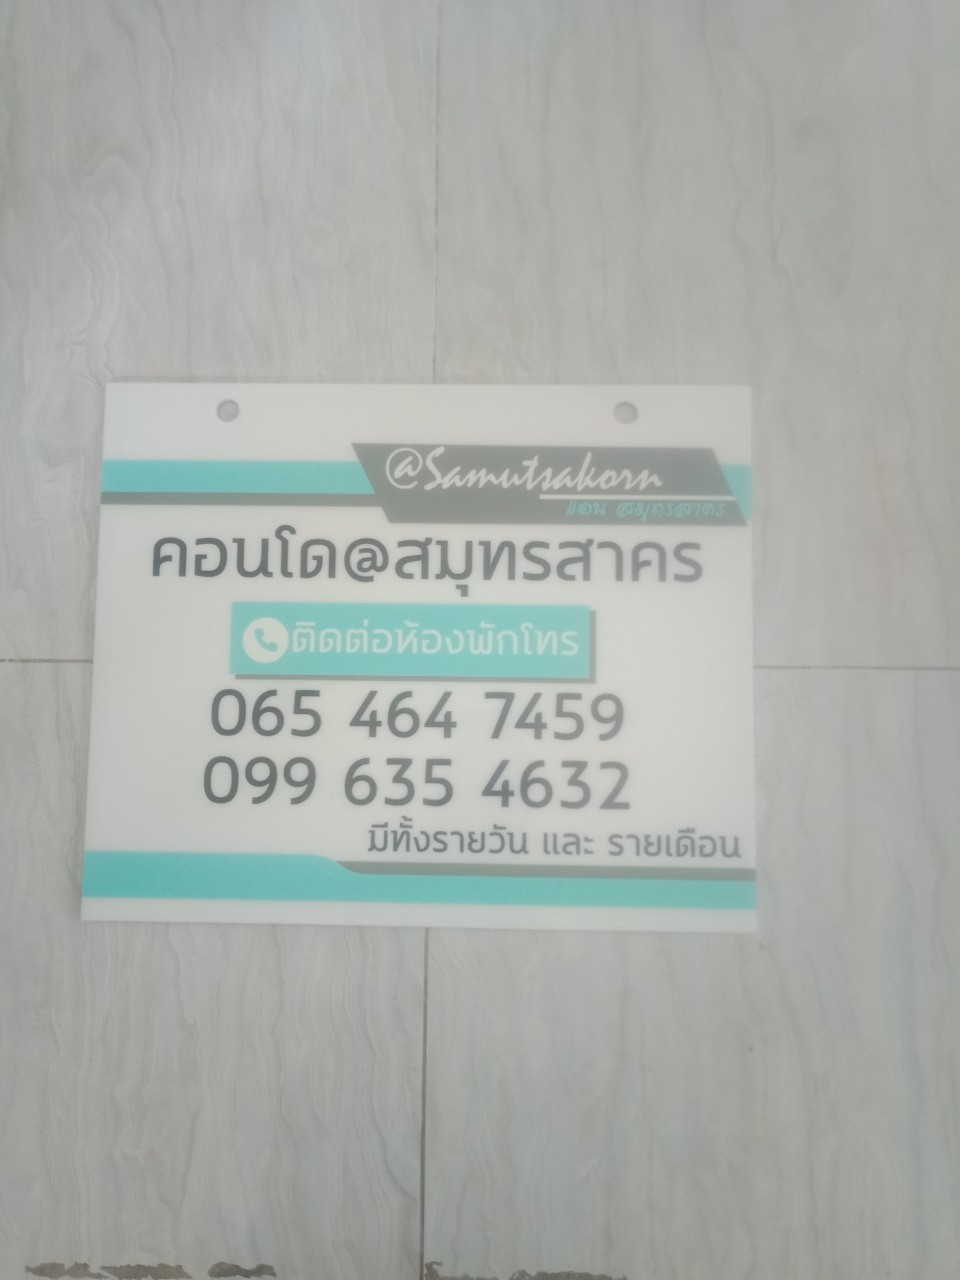 @Samutsakorn
แอน สมุทรสาคร
คอนโด@สมุทรสาคร
ติดต่อห้องพักโทร
065 464 7459
099 635 4632
มีทั้งรายวัน และ รายเดือน